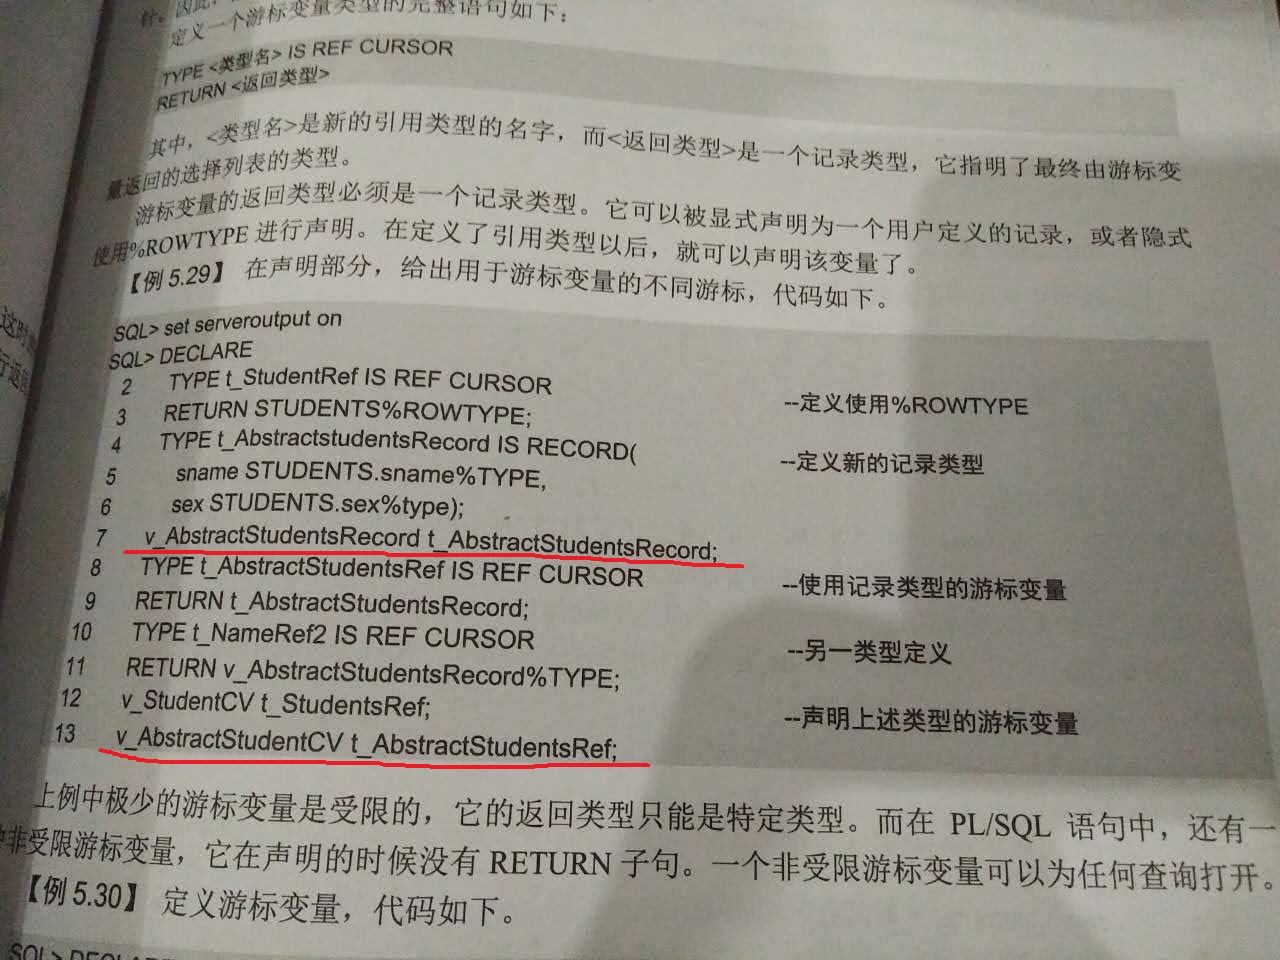 针。因此，
定义一个游标变量类型的完整语句如下：
TYPE <类型名> IS REF CURSOR
RETURN <返回类型>
其中，<类型名>是新的引用类型的名字，而<返回类型>是一个记录类型，它指明了最终由游标变
量返回的选择列表的类型。
游标变量的返回类型必须是一个记录类型。它可以被显式声明为一个用户定义的记录，或者隐式
使用%ROWTYPE 进行声明。在定义了引用类型以后，就可以声明该变量了。
【例 5.29】 在声明部分，给出用于游标变量的不同游标，代码如下。
这时
行返回
SQL> set serveroutput on
SQL> DECLARE
2 TYPE t_StudentRef IS REF CURSOR --定义使用%ROWTYPE
3 RETURN STUDENTS%ROWTYPE;
4 TYPE t_AbstractstudentsRecord IS RECORD( --定义新的记录类型
5 sname STUDENTS.sname%TYPE,
6 sex STUDENTS.sex%type);
7 v_AbstractStudentsRecord t_AbstractStudentsRecord;
8 TYPE t_AbstractStudentsRef IS REF CURSOR --使用记录类型的游标变量
9 RETURN t_AbstractStudentsRecord;
10 TYPE t_NameRef2 IS REF CURSOR --另一类型定义
11 RETURN v_AbstractStudentsRecord%TYPE;
12 v_StudentCV t_StudentsRef; --声明上述类型的游标变量
13 v_AbstractStudentCV t_AbstractStudentsRef;
上例中极少的游标变量是受限的，它的返回类型只能是特定类型。而在 PL/SQL 语句中，还有一
种非受限游标变量，它在声明的时候没有 RETURN 子句。一个非受限游标变量可以为任何查询打开。
【例 5.30】 定义游标变量，代码如下。
SQL> DECLARE